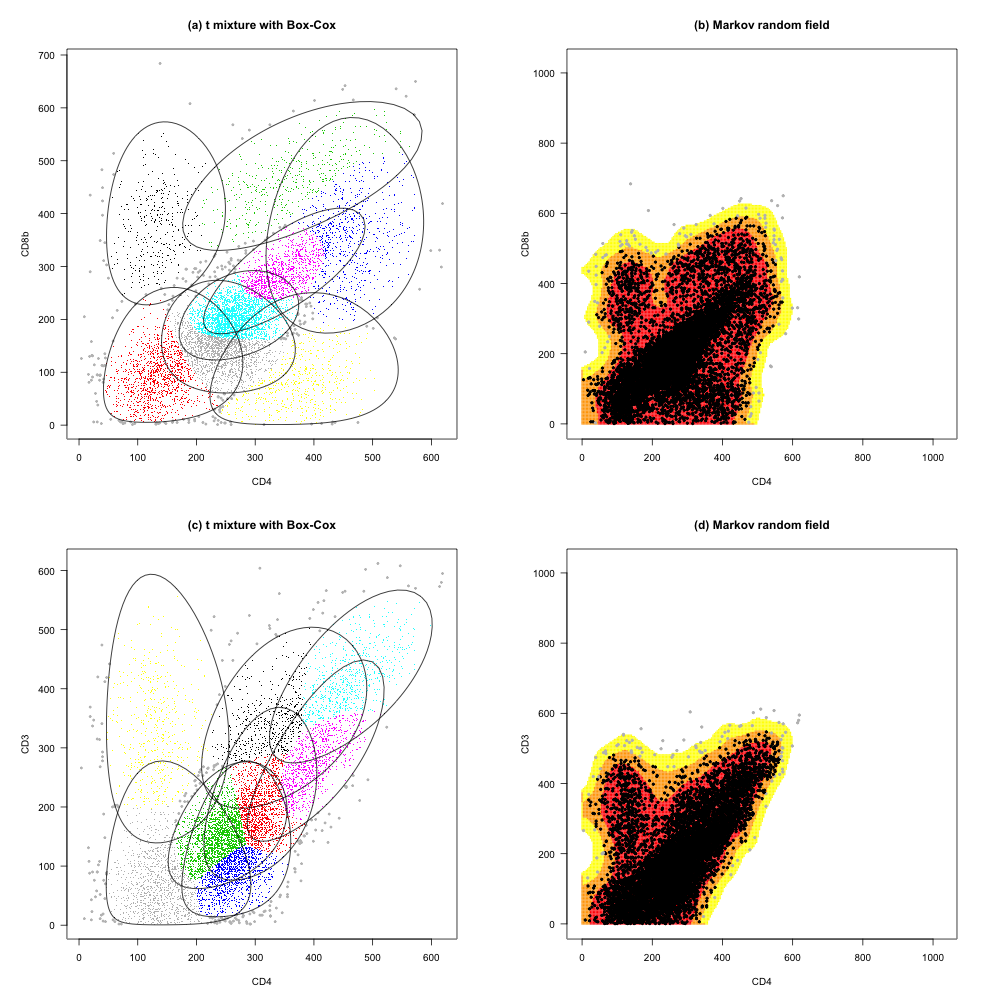 (a) t mixture with Box-Cox
700
600
500
400
300
200
100
0
CD8b
0 100 200 300 400 500 600
CD4
(b) Markov random field
1000
800
600
400
200
0
CD8b
0 200 400 600 800 1000
CD4
(c) t mixture with Box-Cox
600
500
400
300
200
100
0
CD3
0 100 200 300 400 500 600
CD4
(d) Markov random field
1000
800
600
400
200
0
CD3
0 200 400 600 800 1000
CD4